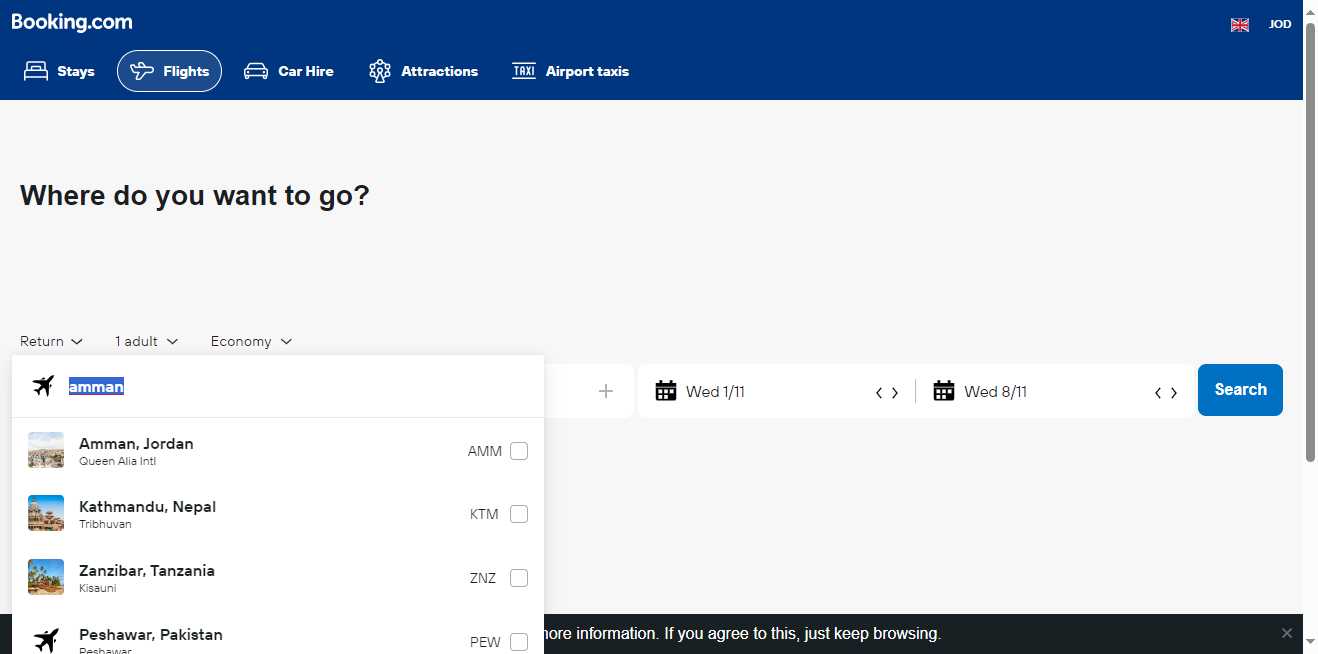 Booking.com
JOD
Stays
Flights
Car Hire
Attractions
TAXI
Airport taxis
Where do you want to go?
Return
1 adult
Economy
amman
Wed 1/11
Wed 8/11
Search
Amman, Jordan
Queen Alia Intl
AMM
Kathmandu, Nepal
Tribhuvan
KTM
Zanzibar, Tanzania
Kisauni
ZNZ
Peshawar, Pakistan
Peshawar
PEW
more information. If you agree to this, just keep browsing.